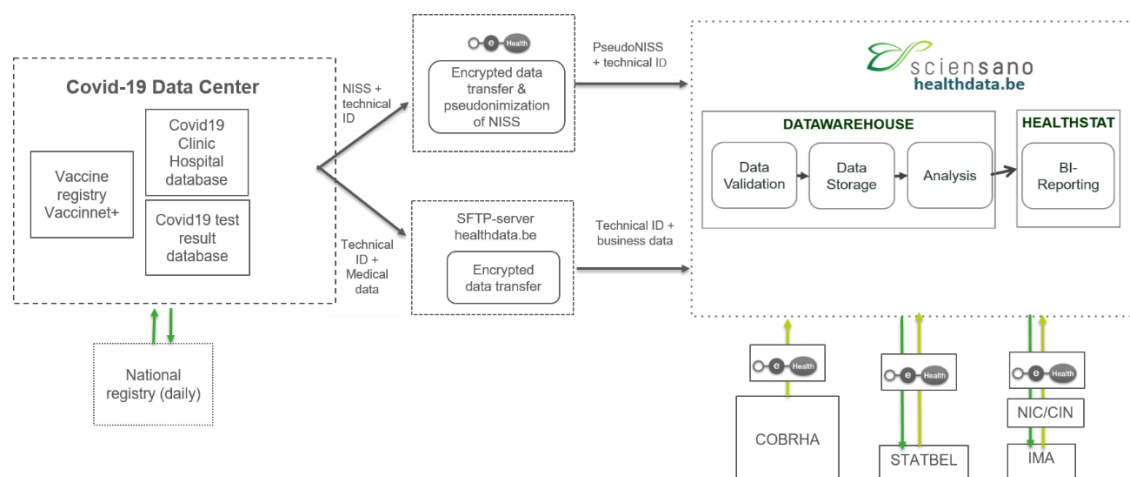 Covid-19 Data Center
Vaccine
registry
Vaccinnet+
Covid19
Clinic
Hospital
database
Covid19 test
result
database
National
registry (daily)
NISS +
technical
ID
Technical
ID +
Medical
data
e
Health
Encrypted data
transfer &
pseudonimization
of NISS
SFTP-server
healthdata.be
Encrypted
data transfer
PseudoNISS
+ technical ID
Technical ID +
business data
sciensano
healthdata.be
DATAWAREHOUSE
Data
Validation
Data
Storage
Analysis
HEALTHSTAT
BI-
Reporting
e
Health
COBRHA
e
Health
STATBEL
e
Health
NIC/CIN
IMA